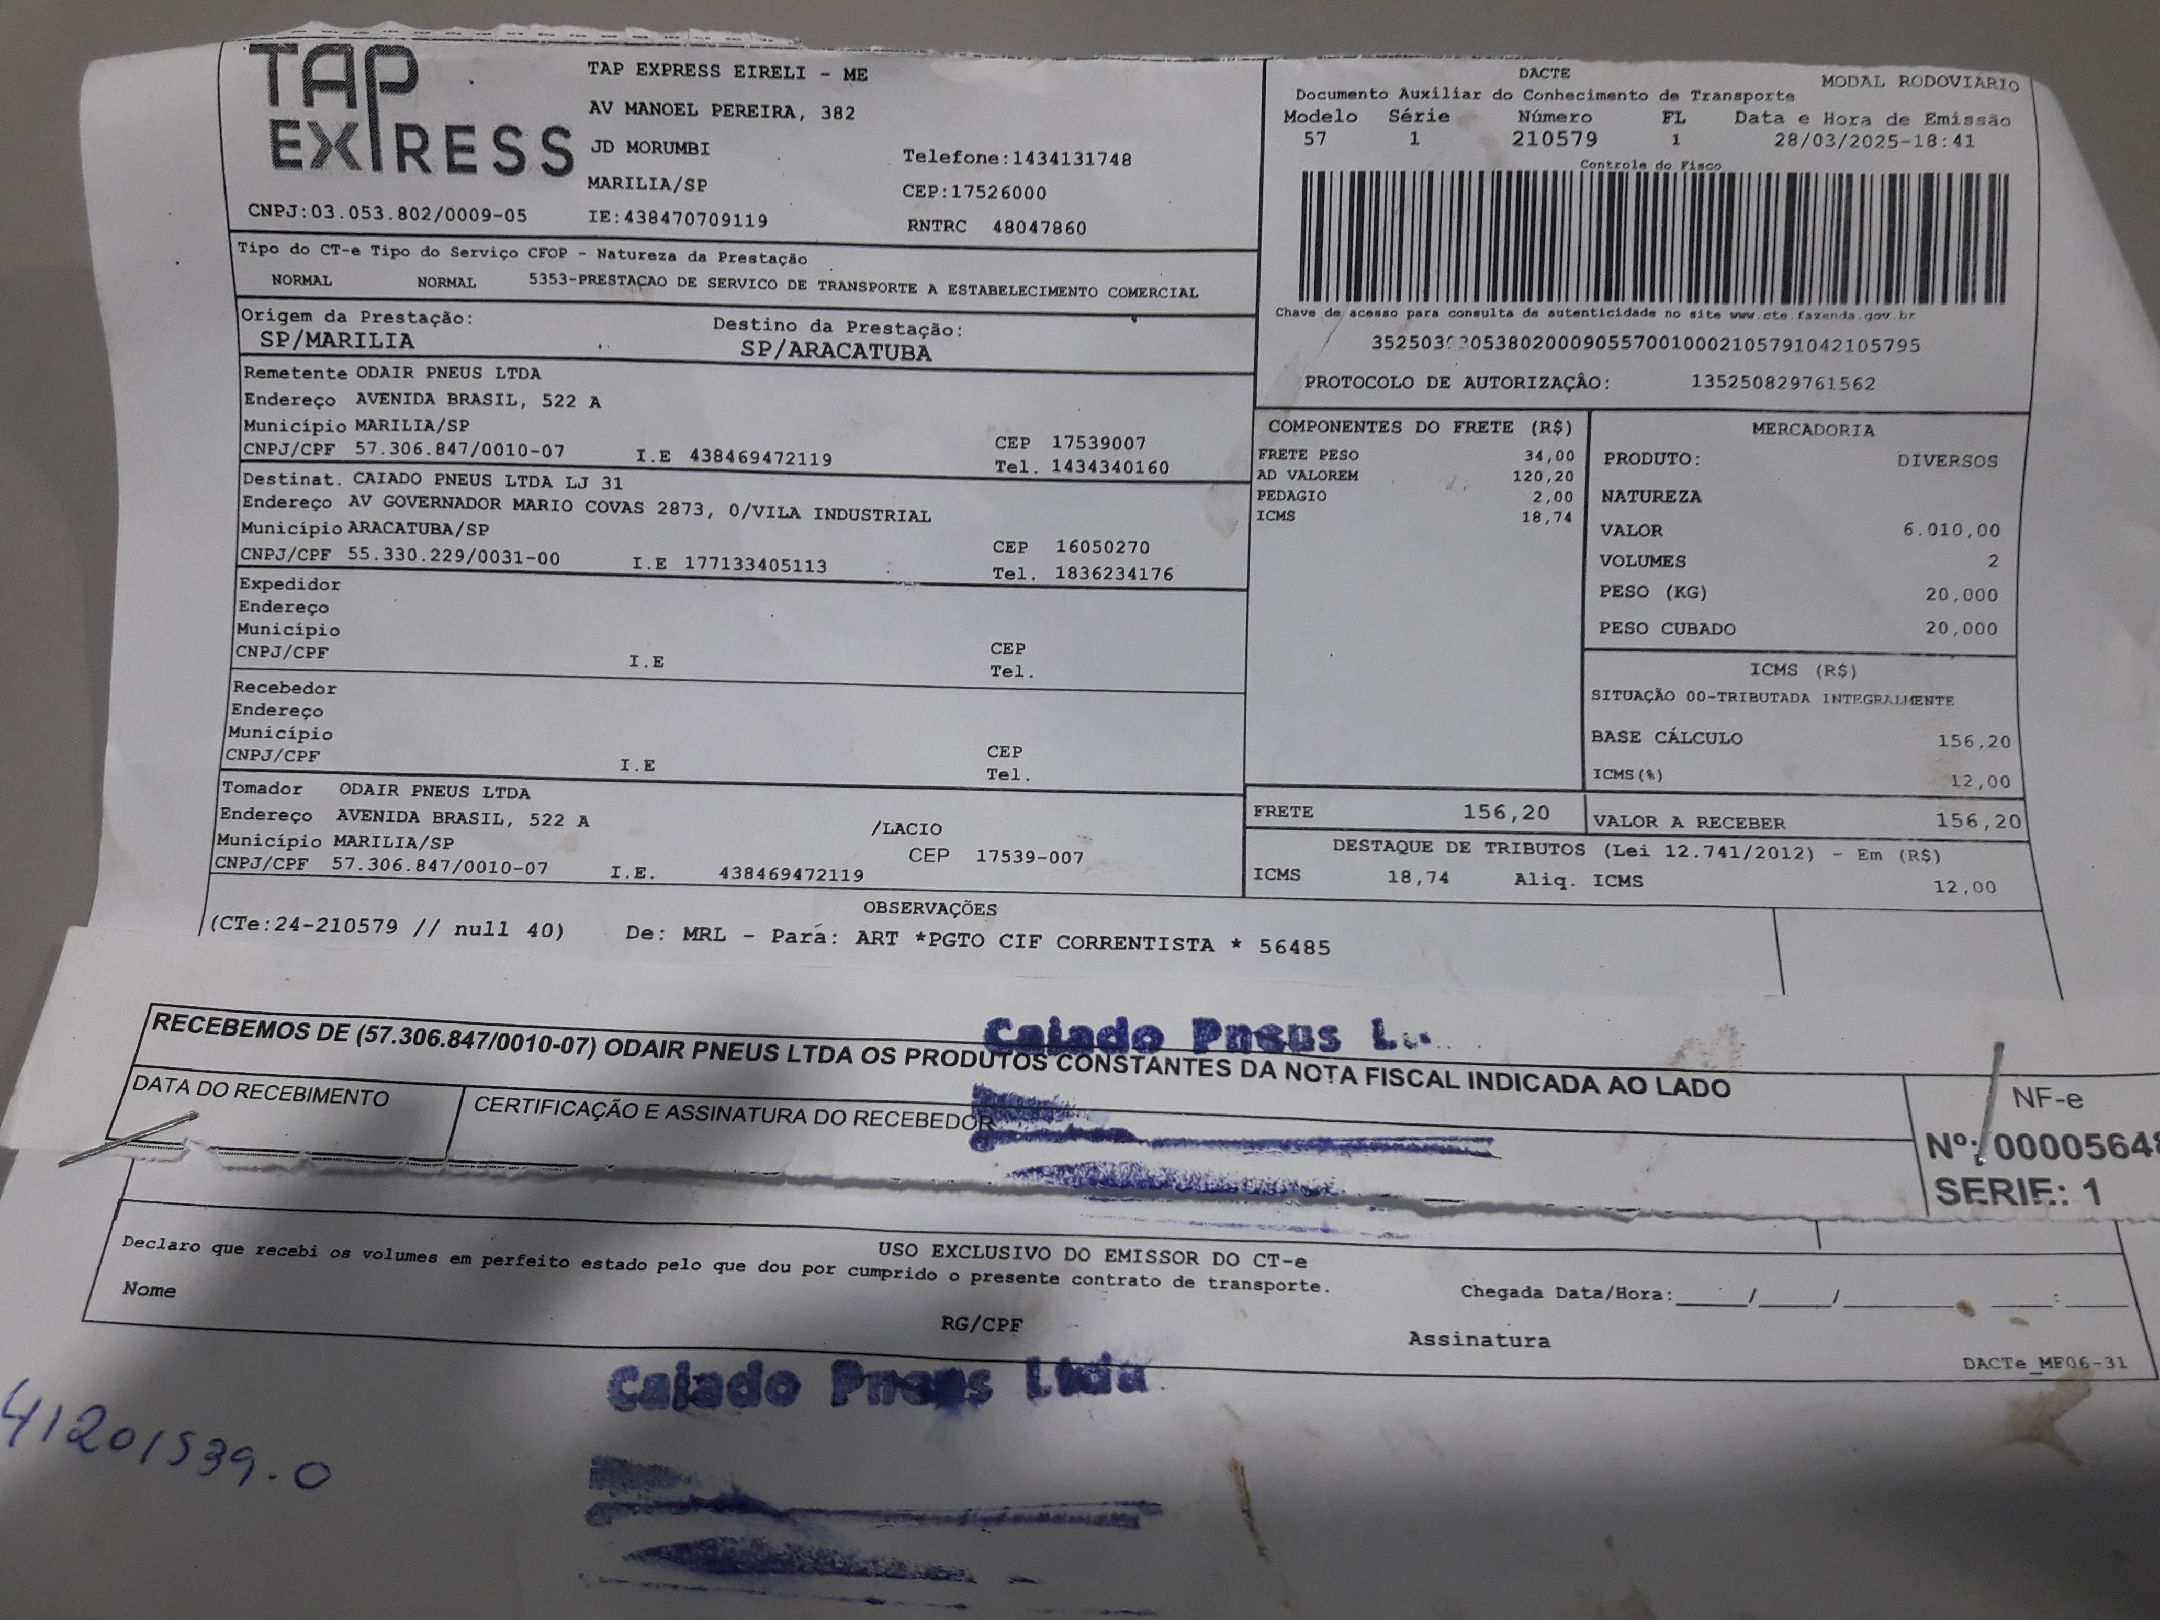 TAP EXPRESS
TAP EXPRESS EIRELI - ME
AV MANOEL PEREIRA, 382
JD MORUMBI
Telefone:1434131748
MARILIA/SP
CEP:17526000
CNPJ:03.053.802/0009-05
IE:438470709119
RNTRC 48047860
DACTE
MODAL RODOVIÁRIO
Documento Auxiliar do Conhecimento de Transporte
Modelo Série Número FL Data e Hora de Emissão
57 1 210579 1 28/03/2025-18:41
Controle do Fisco
Chave de acesso para consulta de autenticidade no site www.cte.fazenda.gov.br
PROTOCOLO DE AUTORIZAÇÂO: 135250829761562
Tipo do CT-e Tipo do Serviço CFOP - Natureza da Prestação
NORMAL NORMAL 5353-PRESTACAO DE SERVICO DE TRANSPORTE A ESTABELECIMENTO COMERCIAL
Origem da Prestação: Destino da Prestação:
SP/MARILIA SP/ARACATUBA
Remetente ODAIR PNEUS LTDA
Endereço AVENIDA BRASIL, 522 A
Município MARILIA/SP CEP 17539007
CNPJ/CPF 57.306.847/0010-07 I.E 438469472119 Tel. 1434340160
Destinat. CAIADO PNEUS LTDA LJ 31
Endereço AV GOVERNADOR MARIO COVAS 2873, 0/VILA INDUSTRIAL
Município ARACATUBA/SP CEP 16050270
CNPJ/CPF 55.330.229/0031-00 I.E 177133405113 Tel. 1836234176
Expedidor
Endereço
Município CEP
CNPJ/CPF I.E Tel.
Recebedor
Endereço
Município CEP
CNPJ/CPF I.E Tel.
Tomador ODAIR PNEUS LTDA
Endereço AVENIDA BRASIL, 522 A /LACIO
Município MARILIA/SP CEP 17539-007
CNPJ/CPF 57.306.847/0010-07 I.E. 438469472119
COMPONENTES DO FRETE (R$)
FRETE PESO 34,00
AD VALOREM 120,20
PEDAGIO 2,00
ICMS 18,74
MERCADORIA
PRODUTO: DIVERSOS
NATUREZA
VALOR 6.010,00
VOLUMES 2
PESO (KG) 20,000
PESO CUBADO 20,000
ICMS (R$)
SITUAÇÃO 00-TRIBUTADA INTEGRALMENTE
BASE CÁLCULO 156,20
ICMS(%) 12,00
FRETE 156,20 VALOR A RECEBER 156,20
DESTAQUE DE TRIBUTOS (Lei 12.741/2012) - Em (R$)
ICMS 18,74 Aliq. ICMS 12,00
OBSERVAÇÕES
(CTe:24-210579 // null 40) De: MRL - Para: ART *PGTO CIF CORRENTISTA * 56485
Caiado Pneus
RECEBEMOS DE (57.306.847/0010-07) ODAIR PNEUS LTDA OS PRODUTOS CONSTANTES DA NOTA FISCAL INDICADA AO LADO
DATA DO RECEBIMENTO
CERTIFICAÇÃO E ASSINATURA DO RECEBEDOR
NF-e
Nº: 00005648
SERIE: 1
USO EXCLUSIVO DO EMISSOR DO CT-e
Declaro que recebi os volumes em perfeito estado pelo que dou por cumprido o presente contrato de transporte.
Nome RG/CPF Assinatura
Chegada Data/Hora:____/____/______ ___:___
DACTe_MF06-31
Caiado Pneus Ltda
41201539.0